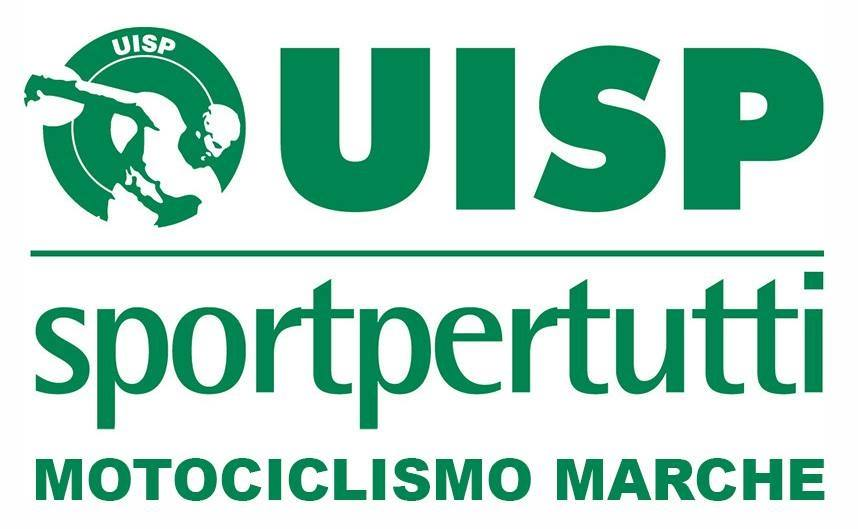 UISP
UISP
sportpertutti
MOTOCICLISMO MARCHE